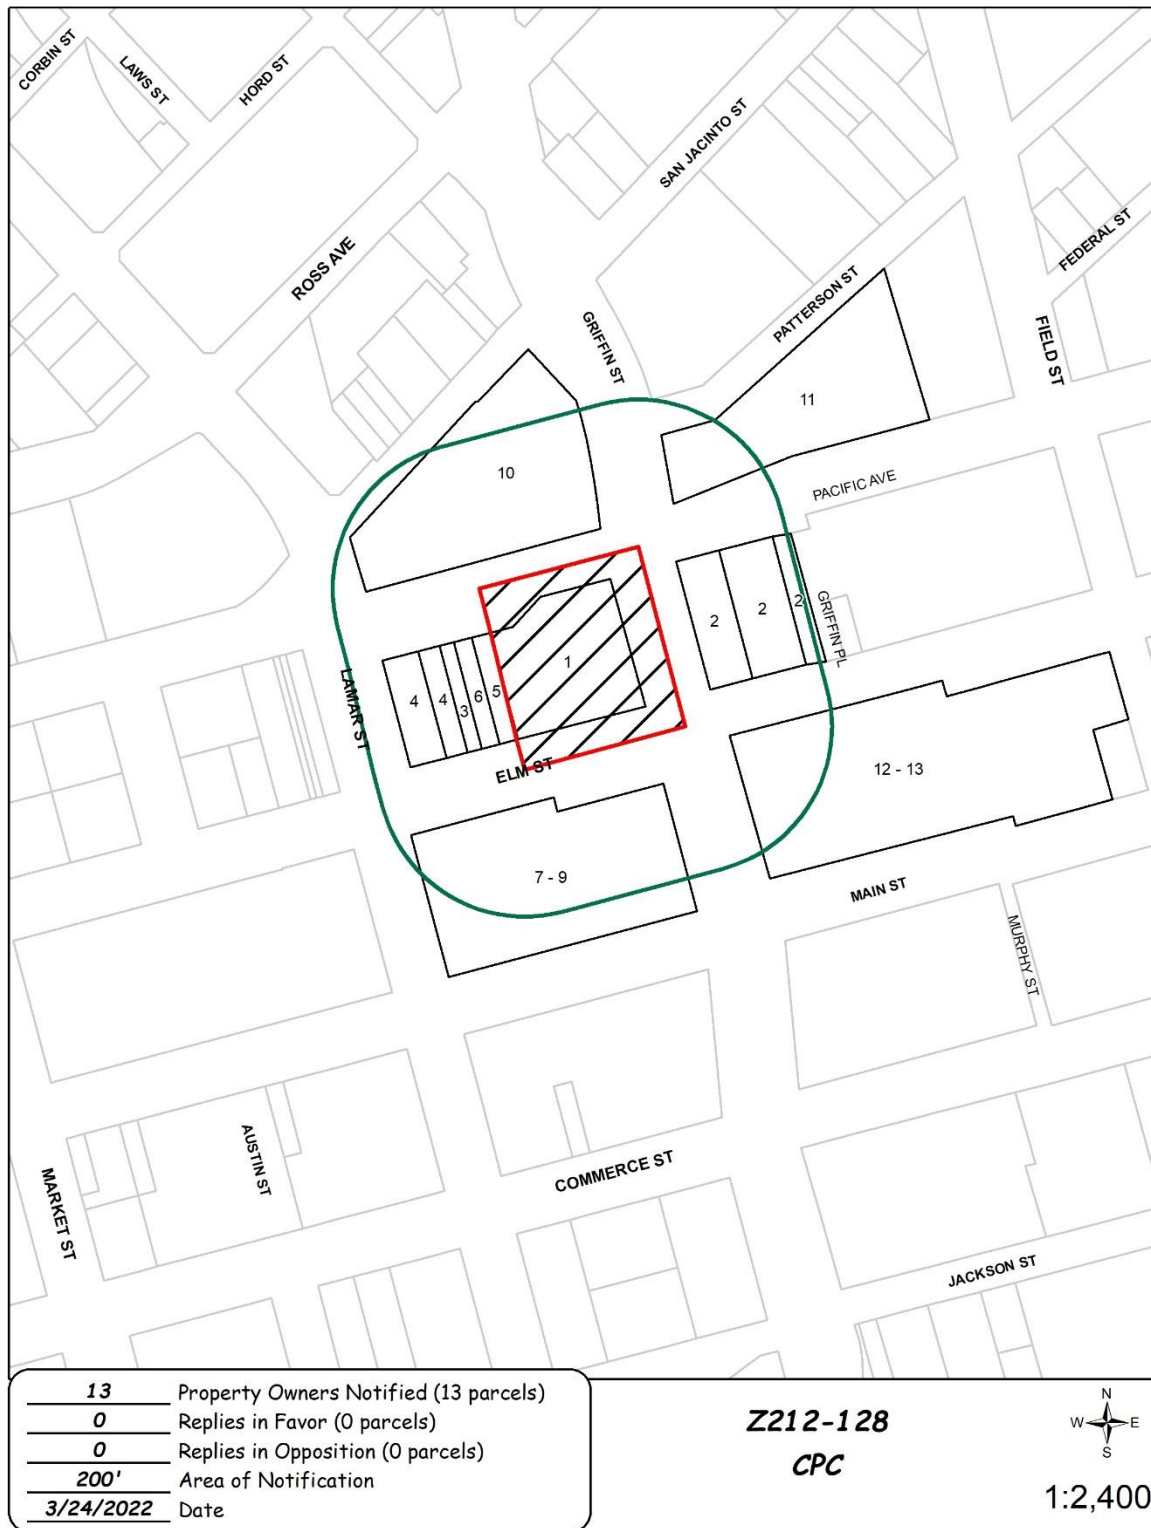 CORBIN ST
LAWS ST
HORD ST
SAN JACINTO ST
ROSS AVE
FEDERAL ST
PATTERSON ST
GRIFFIN ST
FIELD ST
11
10
PACIFIC AVE
2
2
2
GRIFFIN PL
1
LAMAR ST
4
4
3
6
5
ELM ST
12 - 13
7 - 9
MAIN ST
MURPHY ST
AUSTIN ST
COMMERCE ST
MARKET ST
JACKSON ST
13 Property Owners Notified (13 parcels)
0 Replies in Favor (0 parcels)
0 Replies in Opposition (0 parcels)
200' Area of Notification
3/24/2022 Date
Z212-128
CPC
N
W E
S
1:2,400